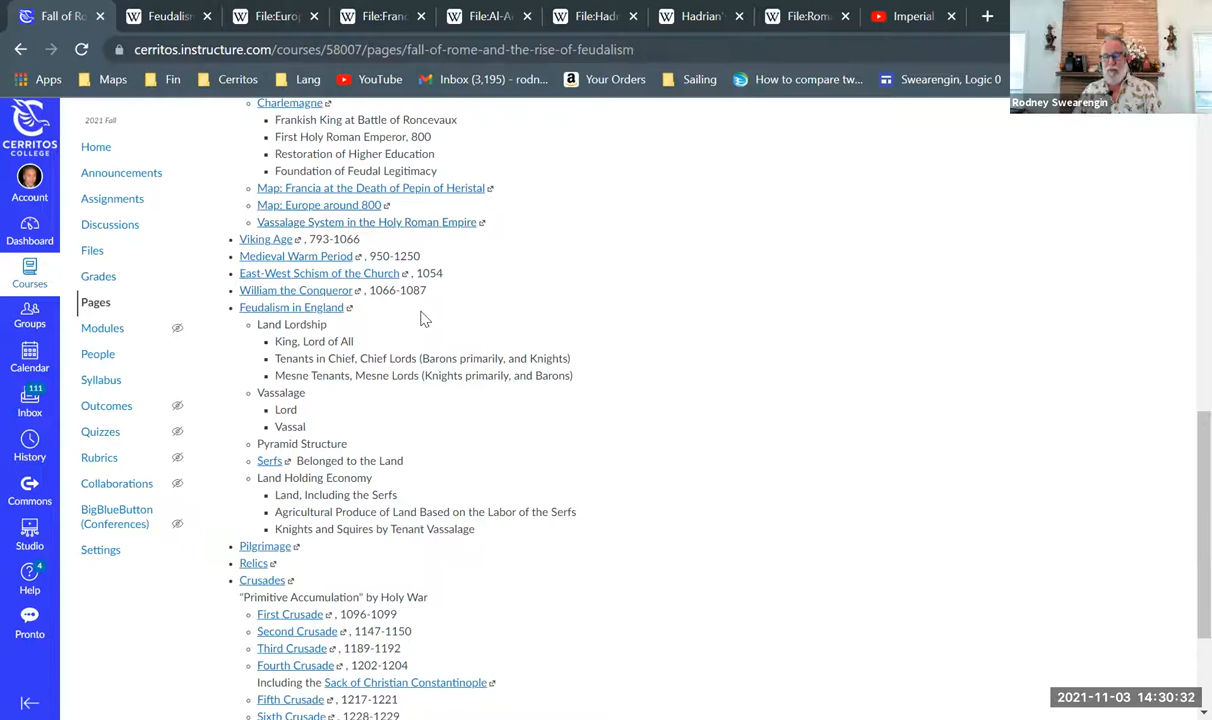 Fall of Ro
Feudalism
File:Euro
File:Franc
File:Al-A
File:Hadr
Hadrian'
File:Rom
Imperial
cerritos.instructure.com/courses/58007/pages/fall-of-rome-and-the-rise-of-feudalism
Apps
Maps
Fin
Cerritos
Lang
YouTube
Inbox (3,195) - rodn...
Your Orders
Sailing
How to compare tw...
Swearengin, Logic 0
Rodney Swearengin
CERRITOS
COLLEGE
Account
Dashboard
Courses
Groups
Calendar
111
Inbox
History
Commons
Studio
4
Help
Pronto
2021 Fall
Home
Announcements
Assignments
Discussions
Files
Grades
Pages
Modules
People
Syllabus
Outcomes
Quizzes
Rubrics
Collaborations
BigBlueButton
(Conferences)
Settings
Charlemagne
Frankish King at Battle of Roncevaux
First Holy Roman Emperor, 800
Restoration of Higher Education
Foundation of Feudal Legitimacy
Map: Francia at the Death of Pepin of Heristal
Map: Europe around 800
Vassalage System in the Holy Roman Empire
Viking Age , 793-1066
Medieval Warm Period , 950-1250
East-West Schism of the Church , 1054
William the Conqueror , 1066-1087
Feudalism in England
Land Lordship
King, Lord of All
Tenants in Chief, Chief Lords (Barons primarily, and Knights)
Mesne Tenants, Mesne Lords (Knights primarily, and Barons)
Vassalage
Lord
Vassal
Pyramid Structure
Serfs Belonged to the Land
Land Holding Economy
Land, Including the Serfs
Agricultural Produce of Land Based on the Labor of the Serfs
Knights and Squires by Tenant Vassalage
Pilgrimage
Relics
Crusades
"Primitive Accumulation" by Holy War
First Crusade , 1096-1099
Second Crusade , 1147-1150
Third Crusade , 1189-1192
Fourth Crusade , 1202-1204
Including the Sack of Christian Constantinople
Fifth Crusade , 1217-1221
Sixth Crusade , 1228-1229
2021-11-03 14:30:32